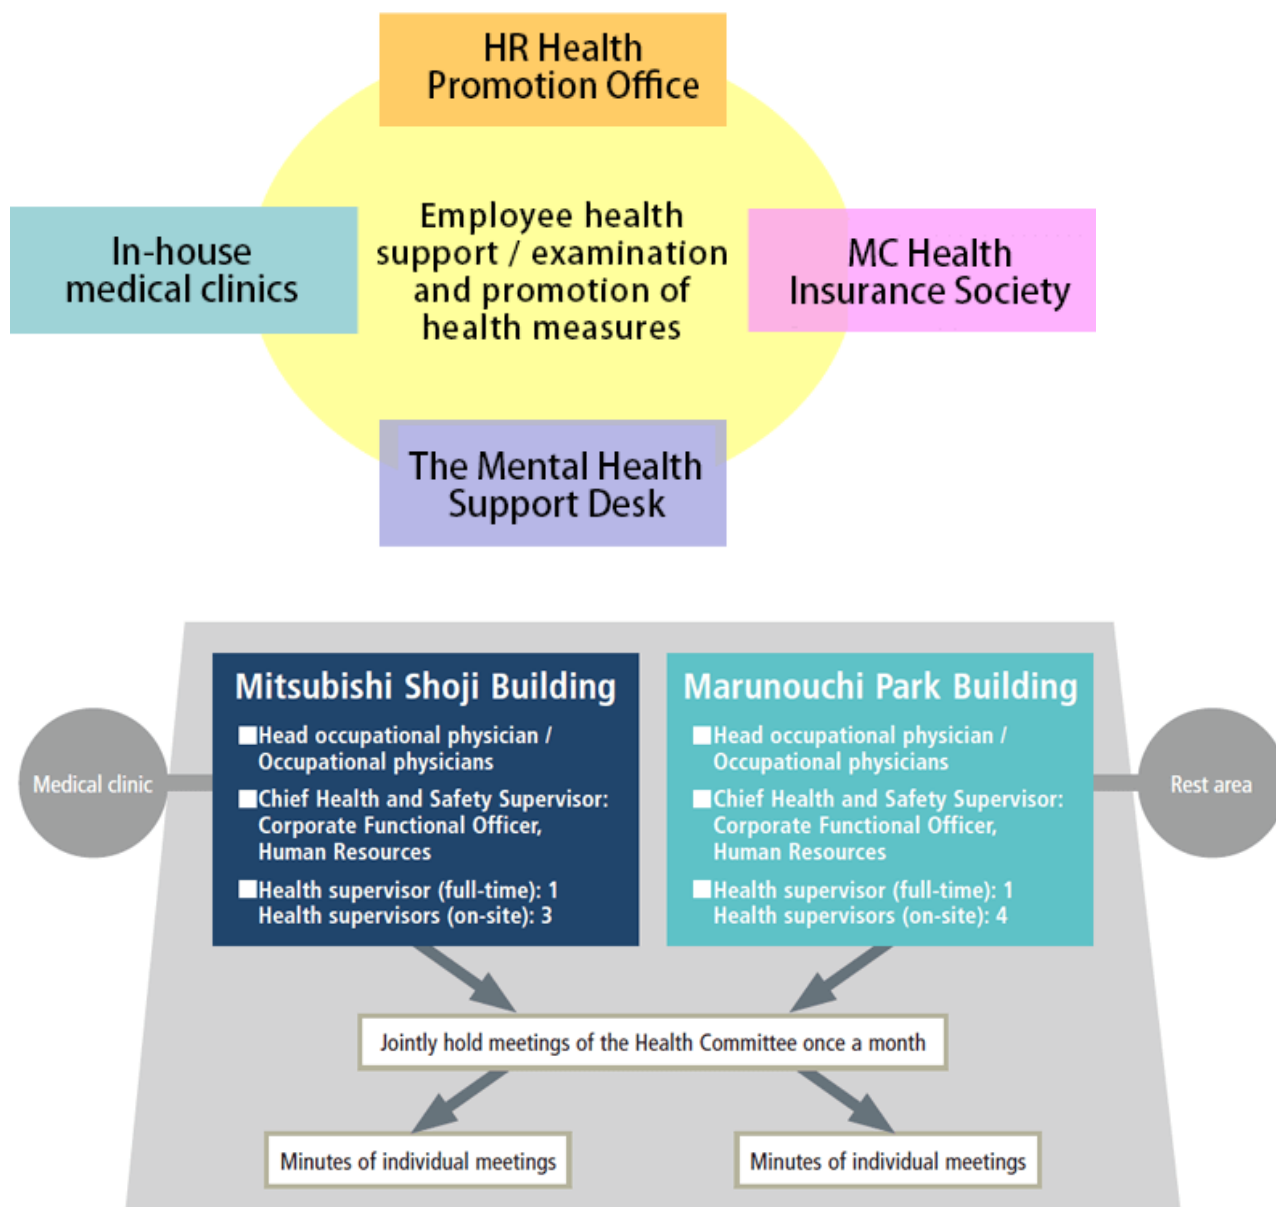 HR Health
Promotion Office
In-house
medical clinics
Employee health
support / examination
and promotion of
health measures
MC Health
Insurance Society
The Mental Health
Support Desk
Medical clinic
Mitsubishi Shoji Building
■Head occupational physician /
Occupational physicians
■Chief Health and Safety Supervisor:
Corporate Functional Officer,
Human Resources
■Health supervisor (full-time): 1
Health supervisors (on-site): 3
Marunouchi Park Building
■Head occupational physician /
Occupational physicians
■Chief Health and Safety Supervisor:
Corporate Functional Officer,
Human Resources
■Health supervisor (full-time): 1
Health supervisors (on-site): 4
Rest area
Jointly hold meetings of the Health Committee once a month
Minutes of individual meetings
Minutes of individual meetings